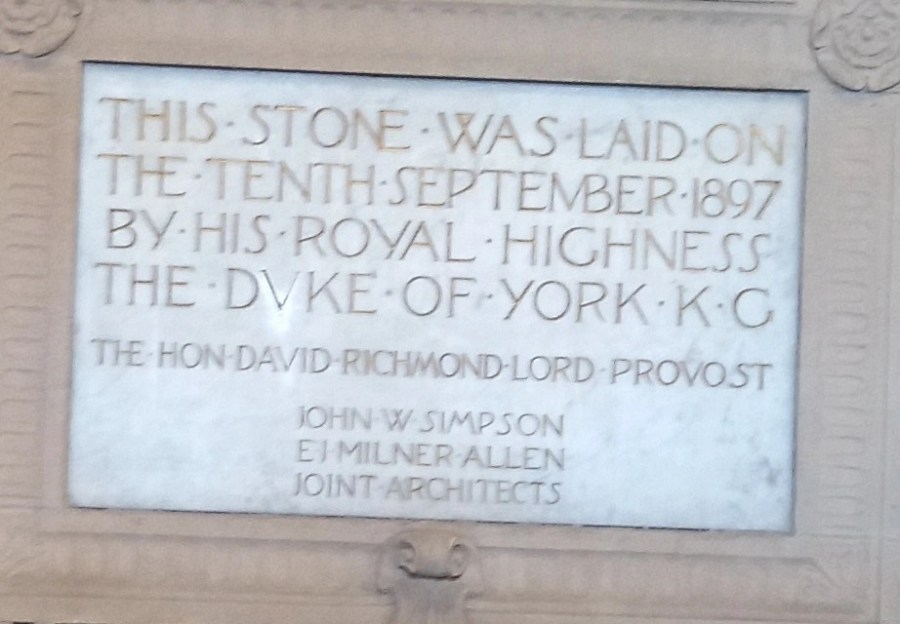 THIS·STONE·WAS·LAID·ON
THE·TENTH·SEPTEMBER·1897
BY·HIS·ROYAL·HIGHNESS
THE·DVKE·OF·YORK·K·G
THE·HON·DAVID·RICHMOND·LORD·PROVOST
JOHN·W·SIMPSON
E·J·MILNER·ALLEN
JOINT·ARCHITECTS